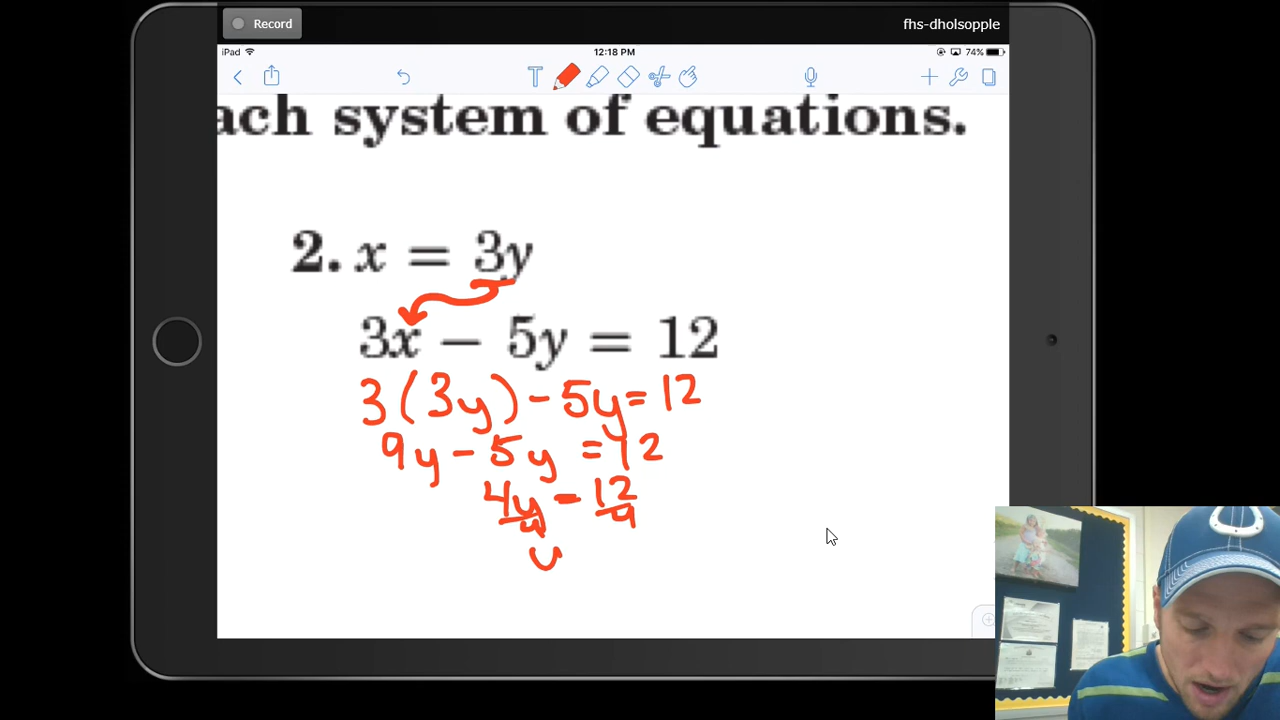 Record
fhs-dholsopple
iPad 12:18 PM 74%
ach system of equations.
2. x = 3y
3x − 5y = 12
3(3y) - 5y = 12
9y - 5y = 12
4y = 12
4 4
y